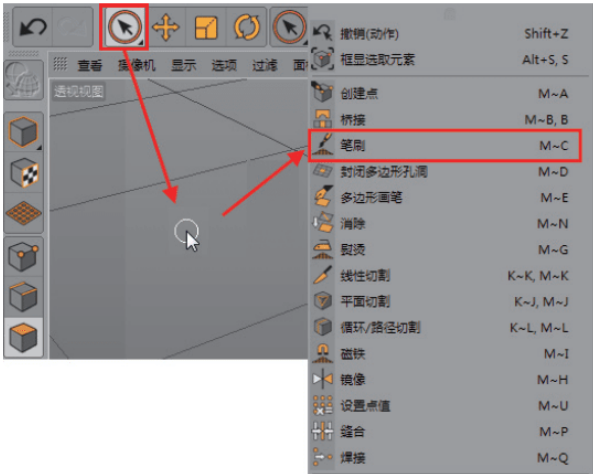 查看 摄像机 显示 选项 过滤
透视视图
撤销(动作) Shift+Z
框显选取元素 Alt+S, S
创建点 M~A
桥接 M~B, B
笔刷 M~C
封闭多边形孔洞 M~D
多边形画笔 M~E
消除 M~N
熨烫 M~G
线性切割 K~K, M~K
平面切割 K~J, M~J
循环/路径切割 K~L, M~L
磁铁 M~I
镜像 M~H
设置点值 M~U
缝合 M~P
焊接 M~Q